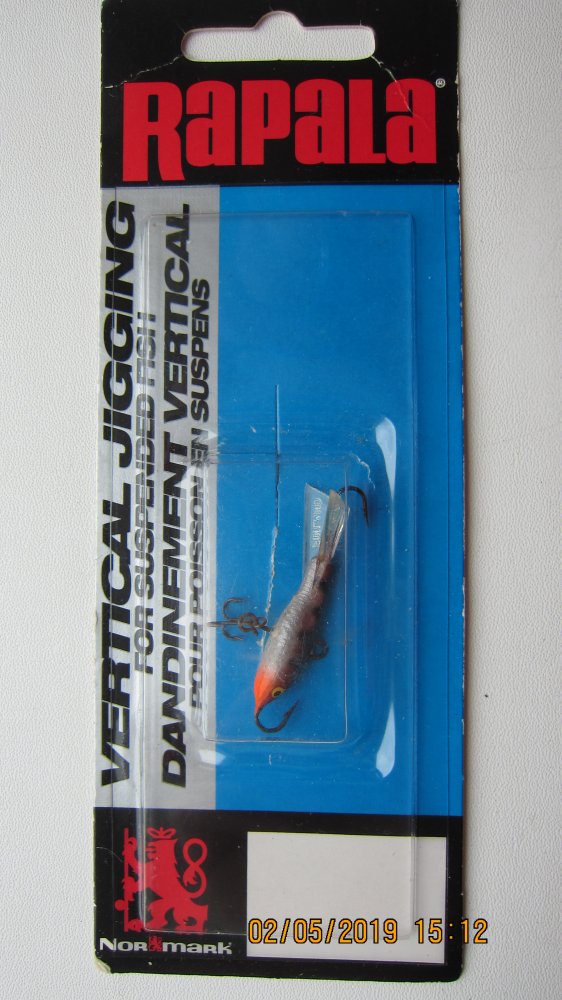 RAPALA®
VERTICAL JIGGING
FOR SUSPENDED FISH
DANDINEMENT VERTICAL
POUR POISSON EN SUSPENS
NORMARK
02/05/2019 15:12